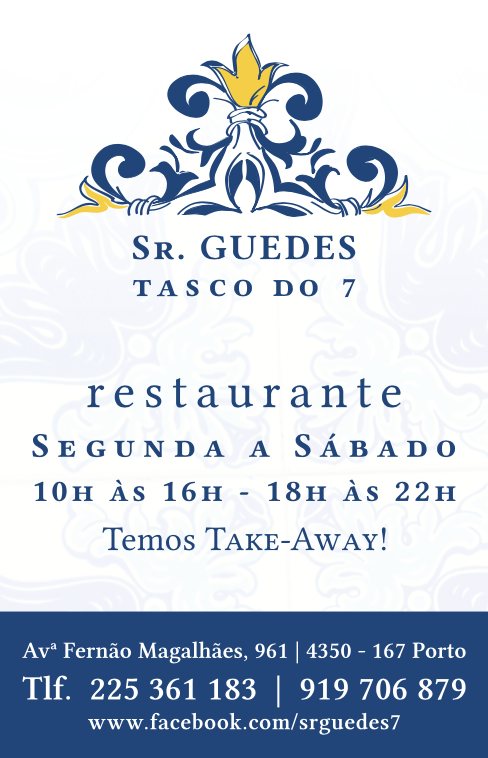 Sr. GUEDES
TASCO DO 7
restaurante
Segunda a Sábado
10h às 16h - 18h às 22h
Temos Take-Away!
Avª Fernão Magalhães, 961 | 4350 - 167 Porto
Tlf. 225 361 183 | 919 706 879
www.facebook.com/srguedes7